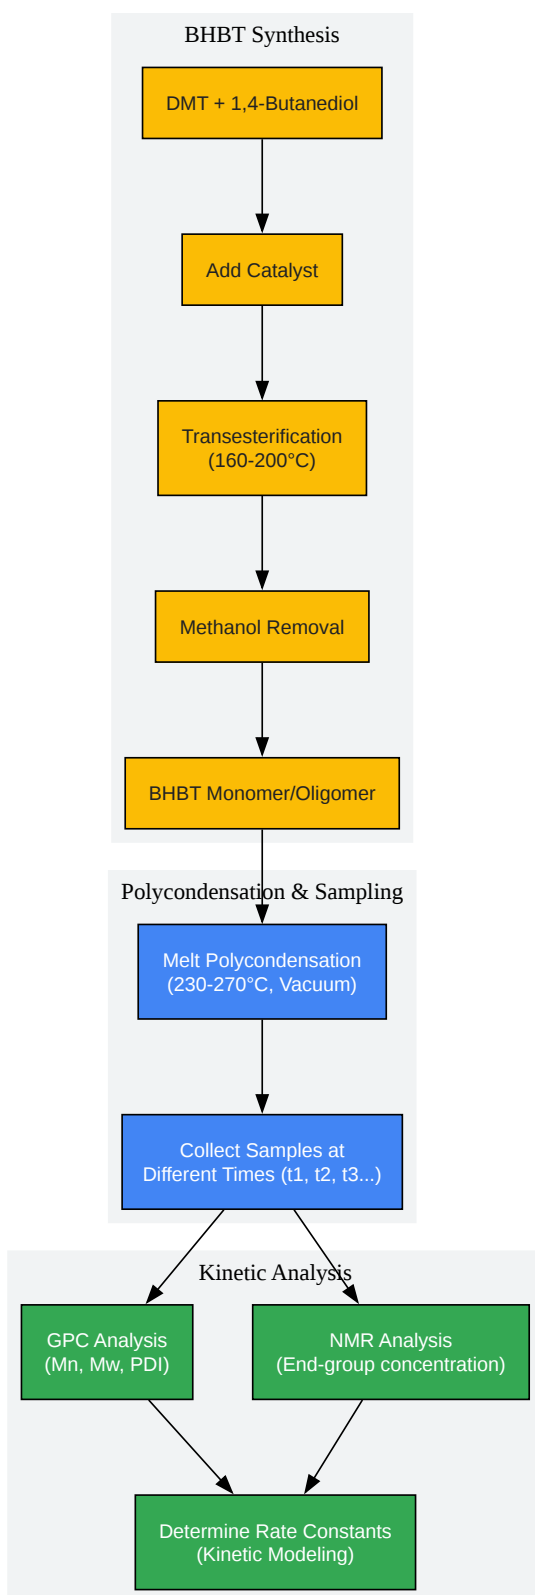 BHBT Synthesis
DMT + 1,4-Butanediol
Add Catalyst
Transesterification
(160-200°C)
Methanol Removal
BHBT Monomer/Oligomer
Polycondensation & Sampling
Melt Polycondensation
(230-270°C, Vacuum)
Collect Samples at
Different Times (t1, t2, t3...)
Kinetic Analysis
GPC Analysis
(Mn, Mw, PDI)
NMR Analysis
(End-group concentration)
Determine Rate Constants
(Kinetic Modeling)